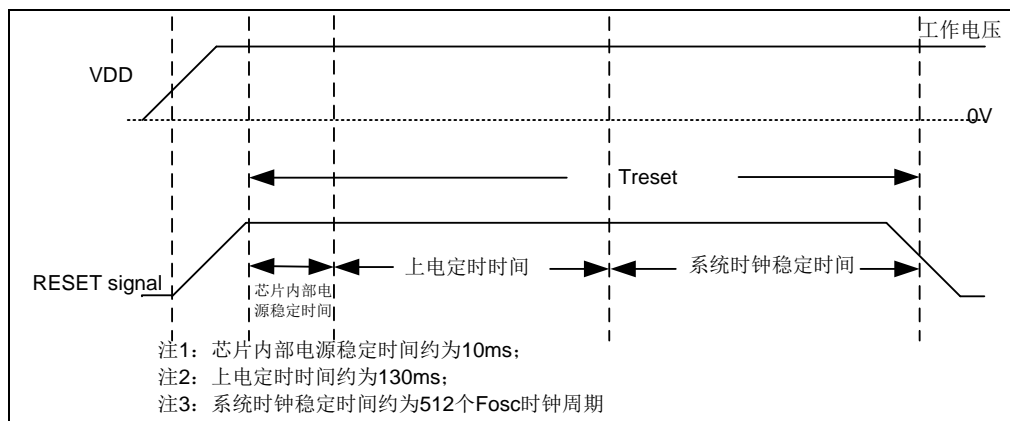 工作电压
VDD
0V
Treset
RESET signal
芯片内部电
源稳定时间
上电定时时间
系统时钟稳定时间
注1：芯片内部电源稳定时间约为10ms；
注2：上电定时时间约为130ms；
注3：系统时钟稳定时间约为512个Fosc时钟周期